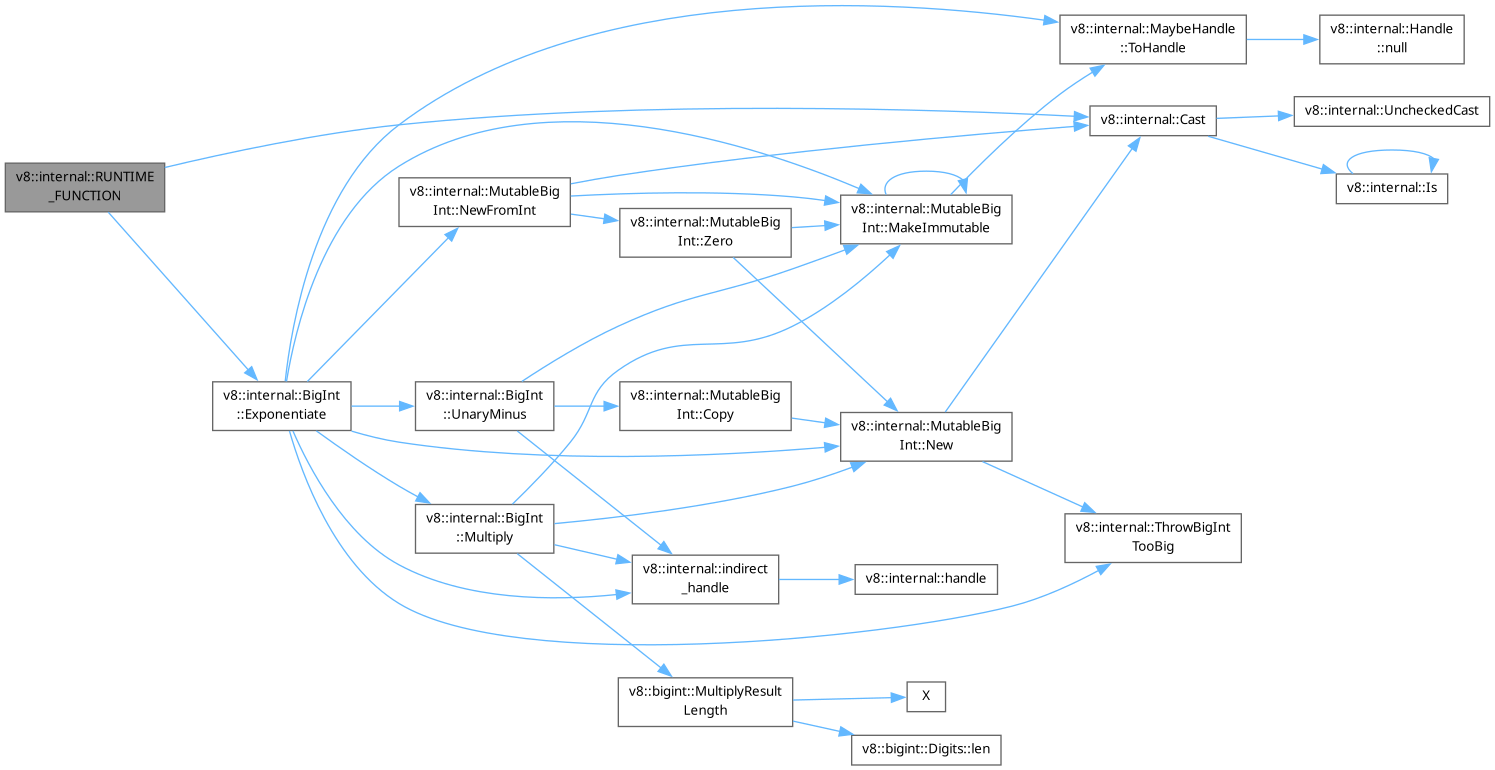 v8::internal::RUNTIME
_FUNCTION
v8::internal::BigInt
::Exponentiate
v8::internal::MutableBig
Int::NewFromInt
v8::internal::BigInt
::UnaryMinus
v8::internal::BigInt
::Multiply
v8::internal::MutableBig
Int::Zero
v8::internal::MutableBig
Int::Copy
v8::internal::indirect
_handle
v8::bigint::MultiplyResult
Length
v8::internal::MutableBig
Int::MakeImmutable
v8::internal::MutableBig
Int::New
v8::internal::handle
X
v8::bigint::Digits::len
v8::internal::MaybeHandle
::ToHandle
v8::internal::Cast
v8::internal::ThrowBigInt
TooBig
v8::internal::Handle
::null
v8::internal::UncheckedCast
v8::internal::Is